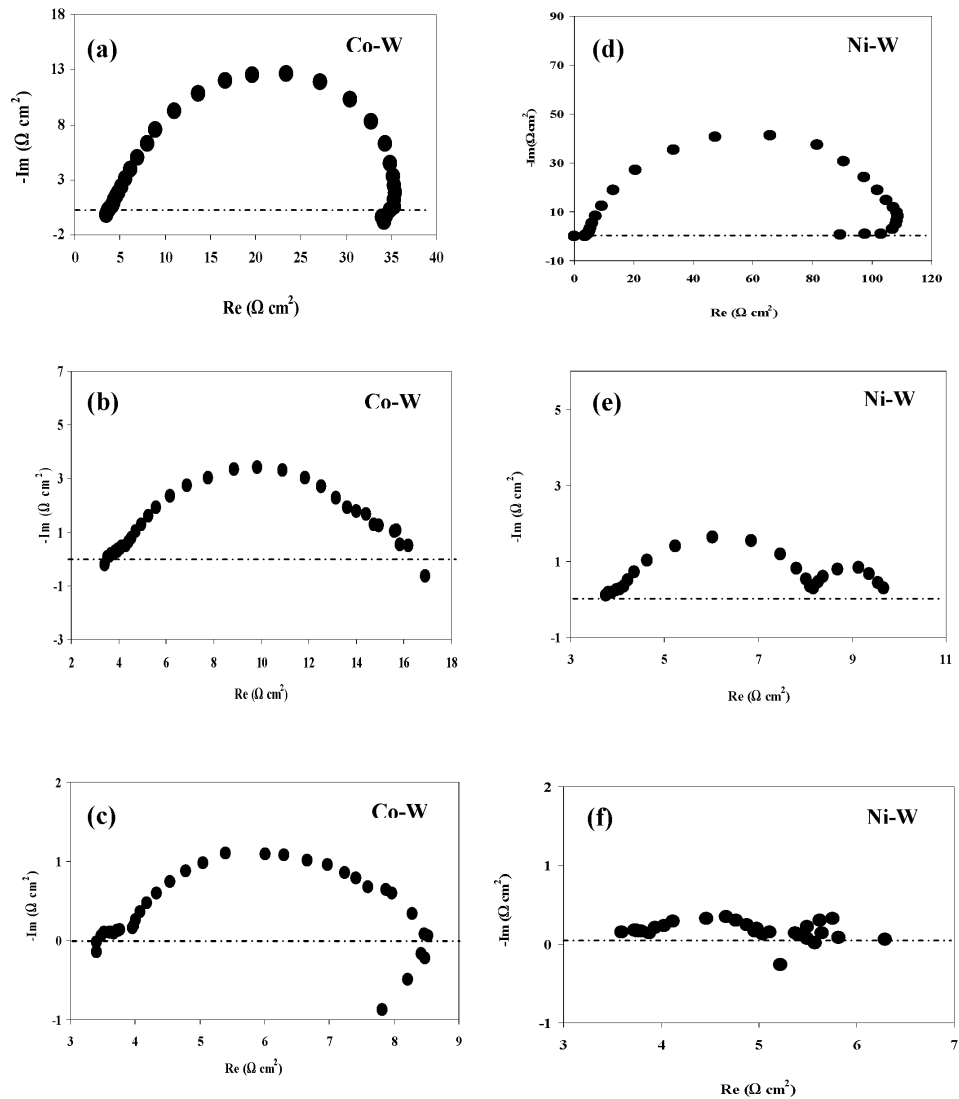 (a)
Co-W
18
13
8
3
-2
-Im (Ω cm²)
0 5 10 15 20 25 30 35 40
Re (Ω cm²)
(d)
Ni-W
90
70
50
30
10
-10
-Im(Ωcm²)
0 20 40 60 80 100 120
Re (Ω cm²)
(b)
Co-W
7
5
3
1
-1
-3
-Im (Ω cm²)
2 4 6 8 10 12 14 16 18
Re (Ω cm²)
(e)
Ni-W
5
3
1
-1
-Im (Ω cm²)
3 5 7 9 11
Re (Ω cm²)
(c)
Co-W
2
1
0
-1
-Im (Ω cm²)
3 4 5 6 7 8 9
Re (Ω cm²)
(f)
Ni-W
2
1
0
-1
-Im (Ω cm²)
3 4 5 6 7
Re (Ω cm²)